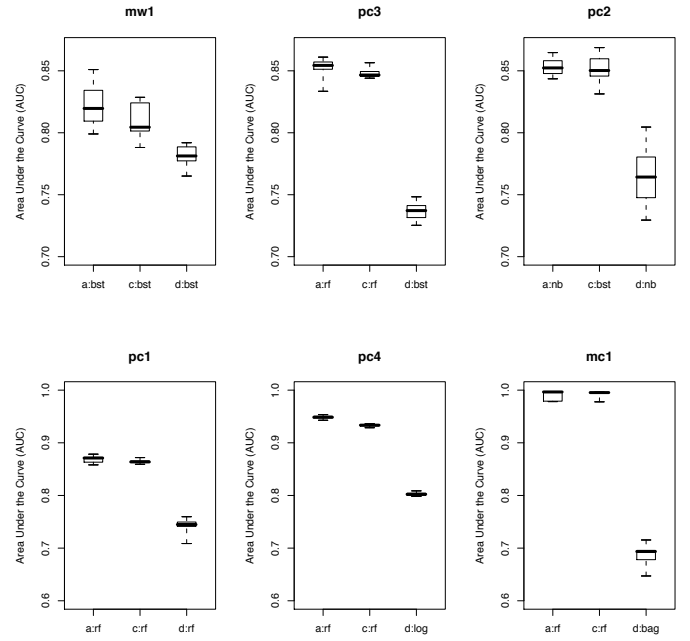 mw1
Area Under the Curve (AUC)
0.70 0.75 0.80 0.85
a:bst c:bst d:bst
pc3
Area Under the Curve (AUC)
0.70 0.75 0.80 0.85
a:rf c:rf d:bst
pc2
Area Under the Curve (AUC)
0.70 0.75 0.80 0.85
a:nb c:bst d:nb
pc1
Area Under the Curve (AUC)
0.6 0.7 0.8 0.9 1.0
a:rf c:rf d:rf
pc4
Area Under the Curve (AUC)
0.6 0.7 0.8 0.9 1.0
a:rf c:rf d:log
mc1
Area Under the Curve (AUC)
0.6 0.7 0.8 0.9 1.0
a:rf c:rf d:bag